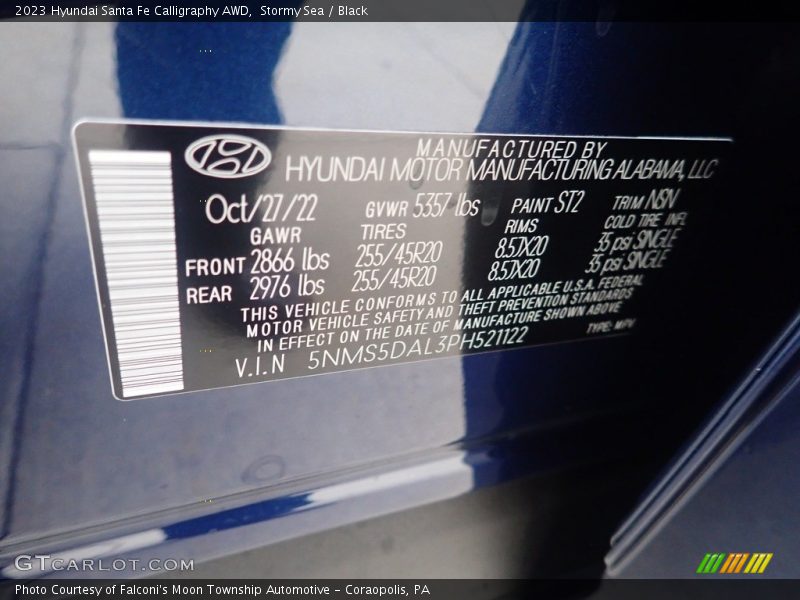 2023 Hyundai Santa Fe Calligraphy AWD, Stormy Sea / Black
MANUFACTURED BY
HYUNDAI MOTOR MANUFACTURING ALABAMA, LLC
Oct/27/22 GVWR 5357 lbs PAINT ST2 TRIM NSN
GAWR TIRES RIMS COLD TIRE INFL
FRONT 2866 lbs 255/45R20 8.5JX20 35 psi SINGLE
REAR 2976 lbs 255/45R20 8.5JX20 35 psi SINGLE
THIS VEHICLE CONFORMS TO ALL APPLICABLE U.S.A. FEDERAL
MOTOR VEHICLE SAFETY AND THEFT PREVENTION STANDARDS
IN EFFECT ON THE DATE OF MANUFACTURE SHOWN ABOVE
V.I.N 5NMS5DAL3PH521122 TYPE: MPV
GTCARLOT.COM
Photo Courtesy of Falconi's Moon Township Automotive - Coraopolis, PA